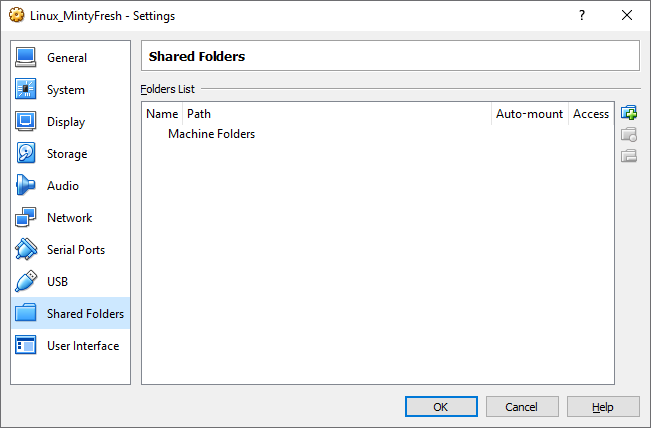 Linux_MintyFresh - Settings
?
General
System
Display
Storage
Audio
Network
Serial Ports
USB
Shared Folders
User Interface
Shared Folders
Folders List
Name Path Auto-mount Access
Machine Folders
OK Cancel Help